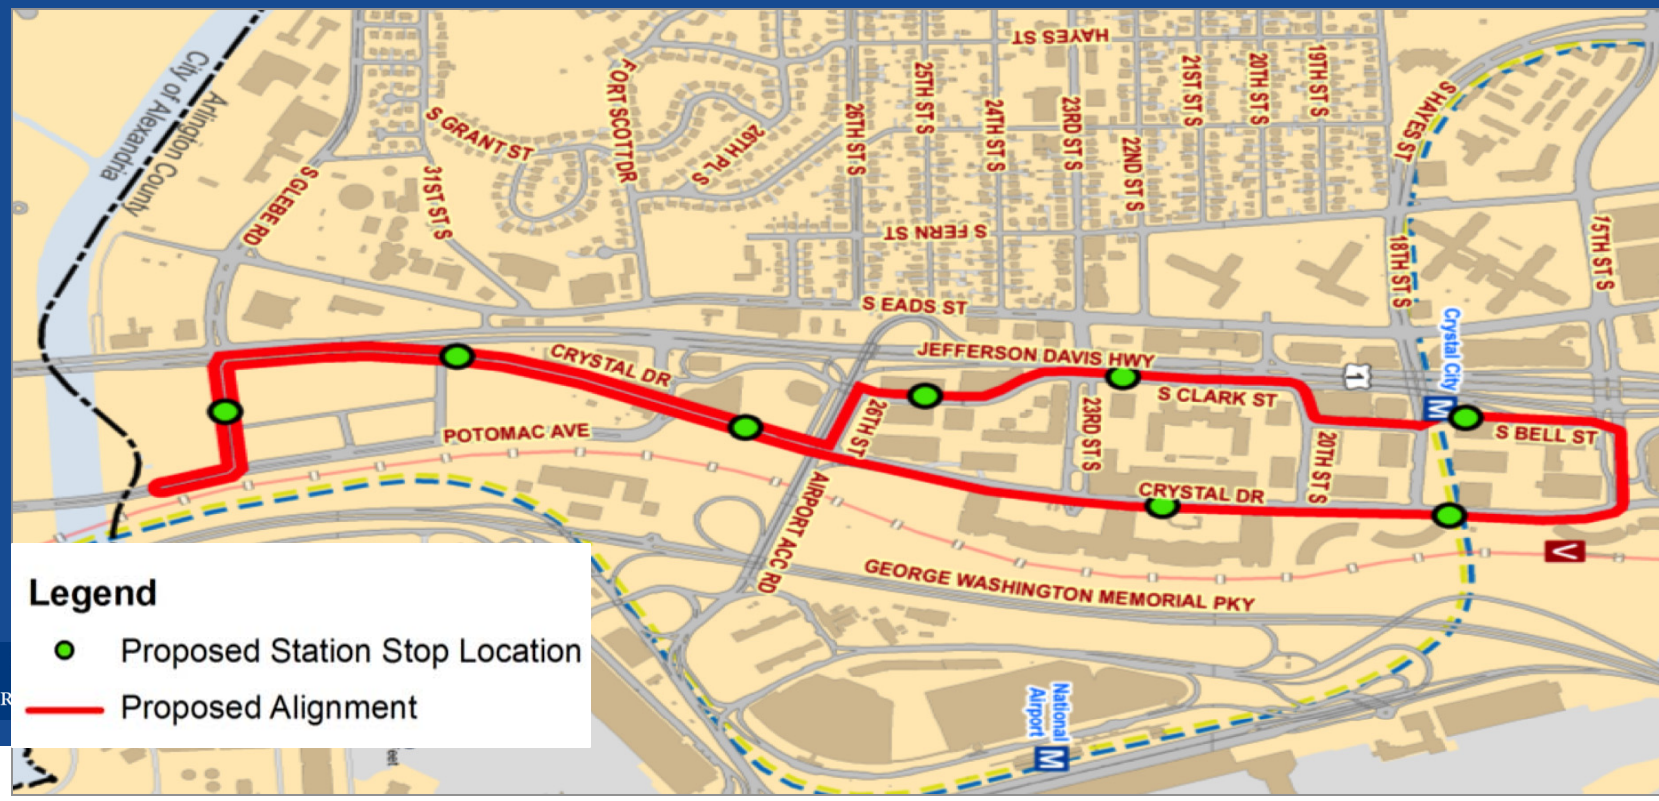 HAYES ST
City of Alexandria
Arlington County
S GRANT ST
FORT SCOTT DR
26TH PL S
26TH ST S
25TH ST S
24TH ST S
23RD ST S
22ND ST S
21ST ST S
20TH ST S
19TH ST S
S HAYES ST
S GLEBE RD
31ST ST S
S FERN ST
18TH ST S
15TH ST S
S EADS ST
Crystal City
M
JEFFERSON DAVIS HWY
1
CRYSTAL DR
S CLARK ST
S BELL ST
POTOMAC AVE
26TH ST
23RD ST S
20TH ST S
CRYSTAL DR
AIRPORT ACC RD
V
GEORGE WASHINGTON MEMORIAL PKY
National
Airport
M
Legend
Proposed Station Stop Location
Proposed Alignment
R